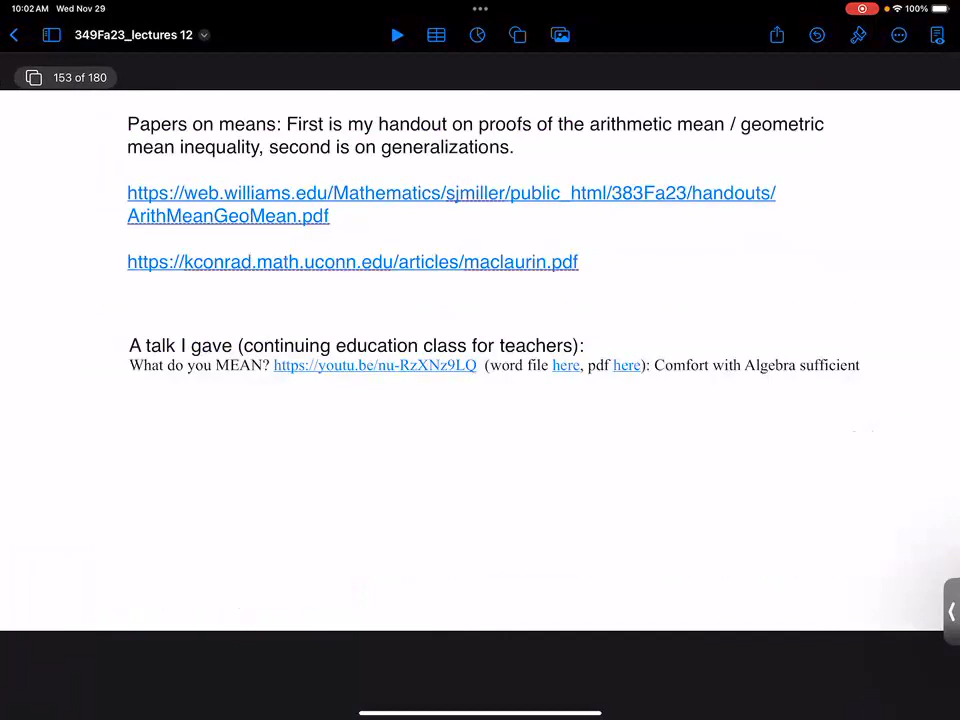 10:02 AM Wed Nov 29
100%
349Fa23_lectures 12
153 of 180
Papers on means: First is my handout on proofs of the arithmetic mean / geometric
mean inequality, second is on generalizations.
https://web.williams.edu/Mathematics/sjmiller/public_html/383Fa23/handouts/
ArithMeanGeoMean.pdf
https://kconrad.math.uconn.edu/articles/maclaurin.pdf
A talk I gave (continuing education class for teachers):
What do you MEAN? https://youtu.be/nu-RzXNz9LQ (word file here, pdf here): Comfort with Algebra sufficient